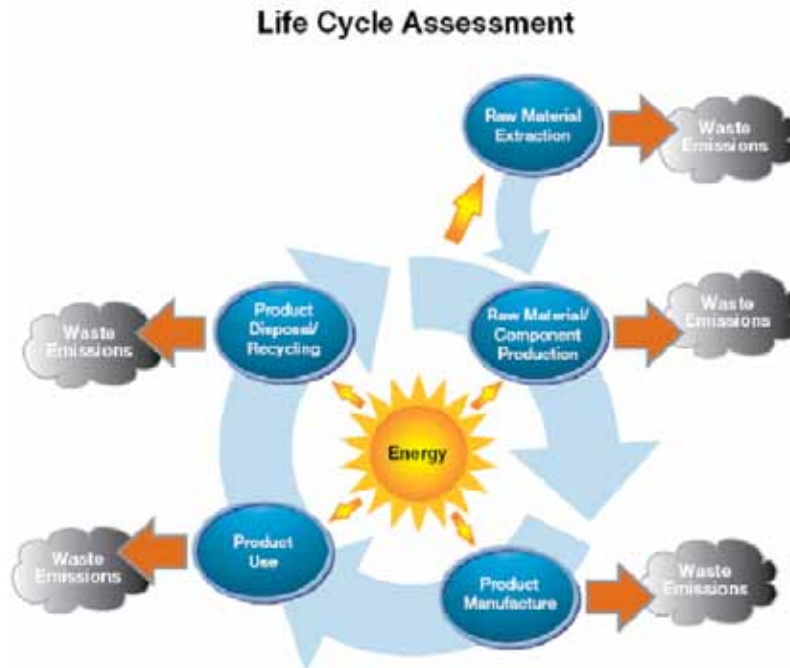 Life Cycle Assessment
Raw Material
Extraction
Waste
Emissions
Product
Disposal/
Recycling
Waste
Emissions
Raw Material/
Component
Production
Waste
Emissions
Energy
Product
Use
Waste
Emissions
Product
Manufacture
Waste
Emissions